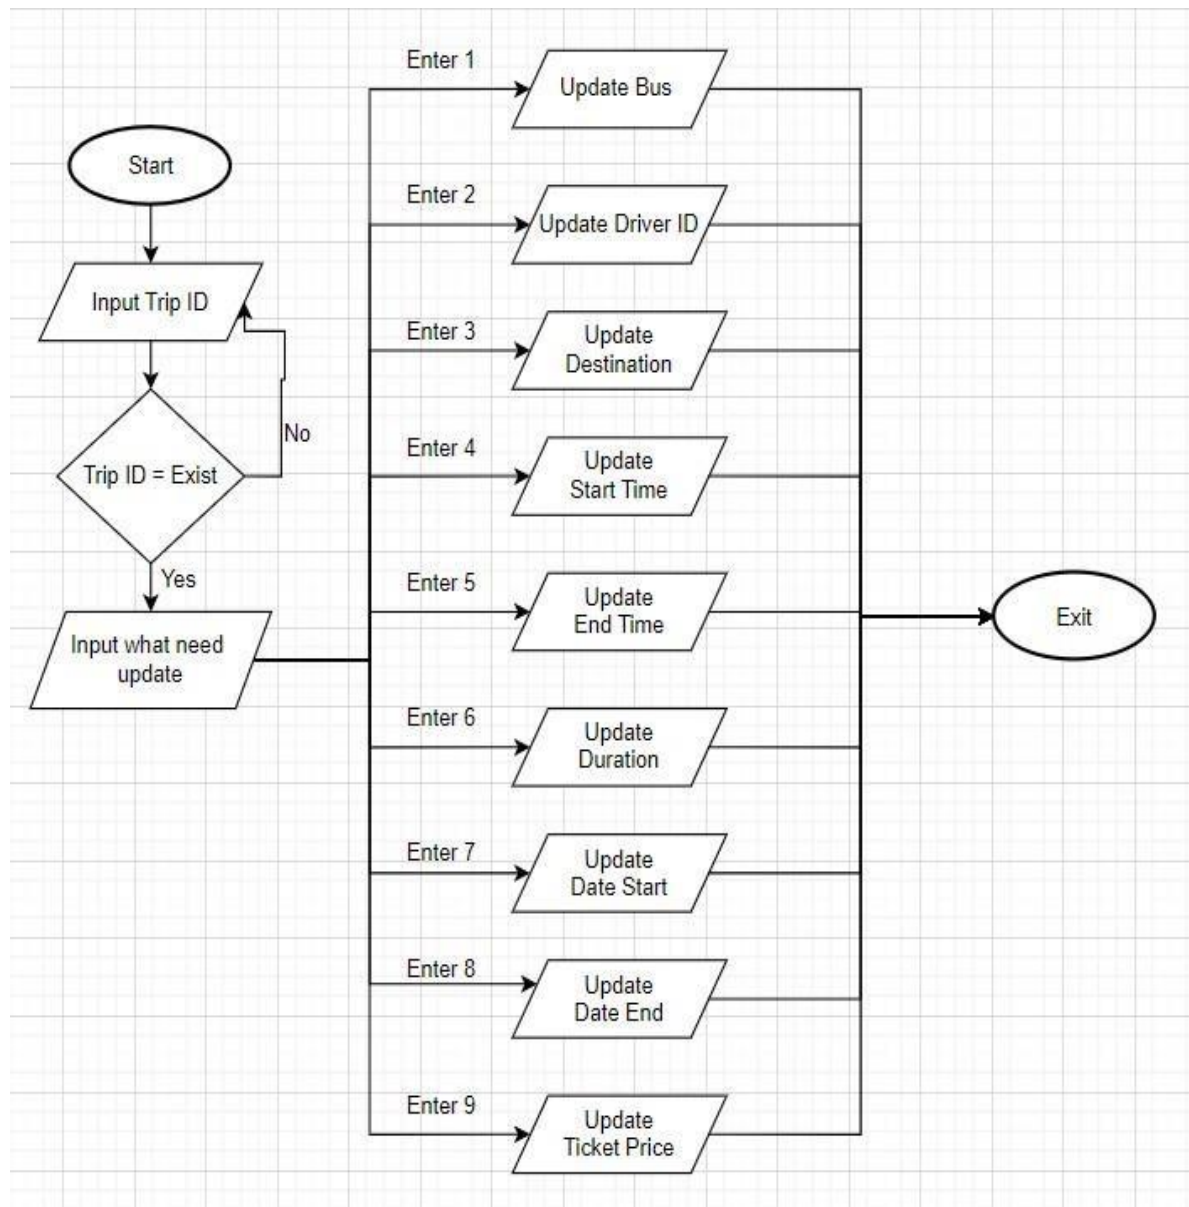 Start
Input Trip ID
Trip ID = Exist
No
Yes
Input what need
update
Enter 1
Update Bus
Enter 2
Update Driver ID
Enter 3
Update
Destination
Enter 4
Update
Start Time
Enter 5
Update
End Time
Enter 6
Update
Duration
Enter 7
Update
Date Start
Enter 8
Update
Date End
Enter 9
Update
Ticket Price
Exit